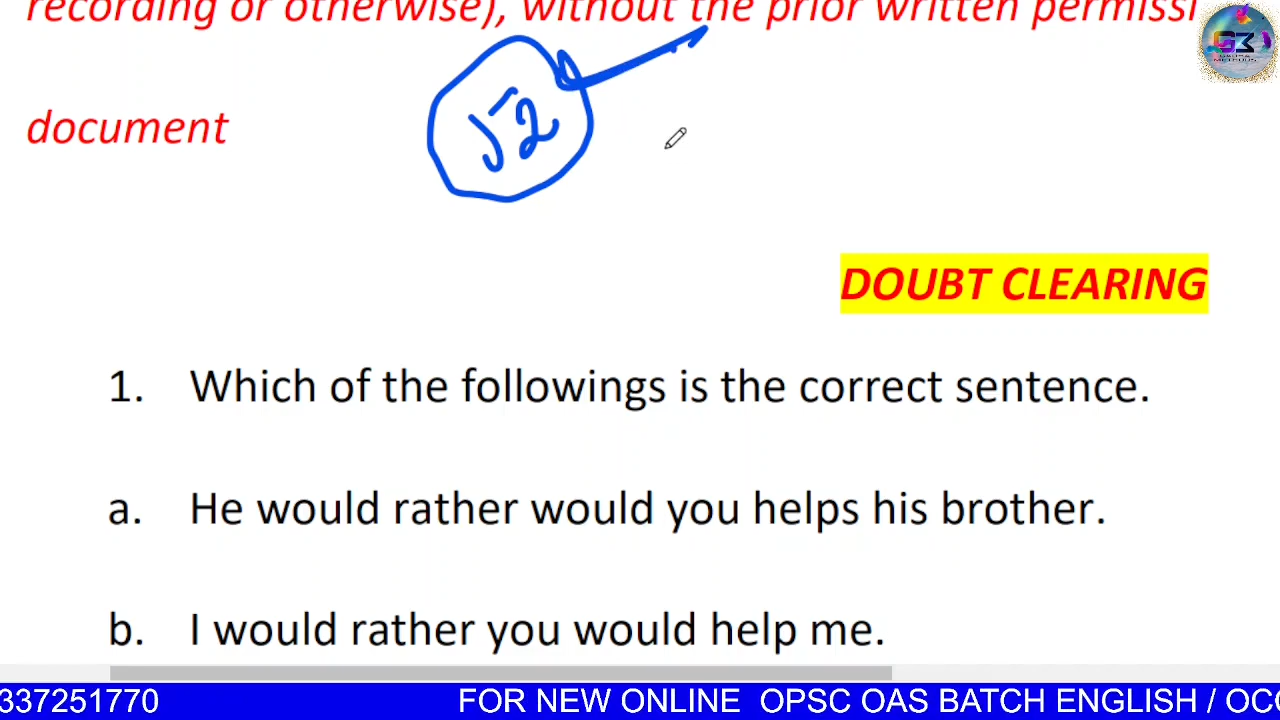 recording or otherwise), without the prior written permissi
document
√2
DOUBT CLEARING
1. Which of the followings is the correct sentence.
a. He would rather would you helps his brother.
b. I would rather you would help me.
337251770 FOR NEW ONLINE OPSC OAS BATCH ENGLISH / OC